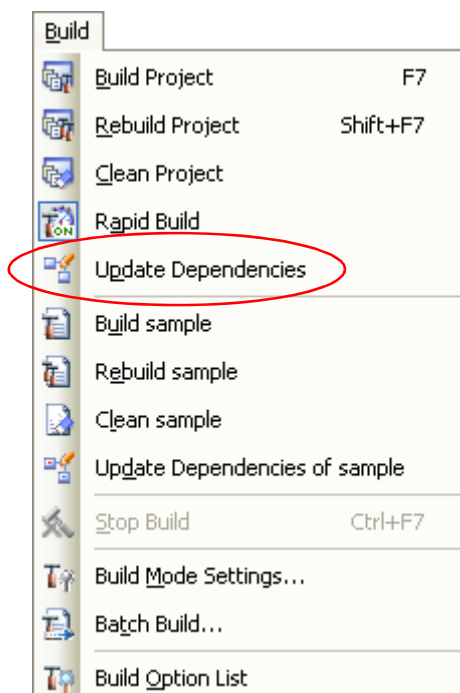 Build
Build Project F7
Rebuild Project Shift+F7
Clean Project
ON
Rapid Build
Update Dependencies
Build sample
Rebuild sample
Clean sample
Update Dependencies of sample
Stop Build Ctrl+F7
Build Mode Settings...
Batch Build...
Build Option List